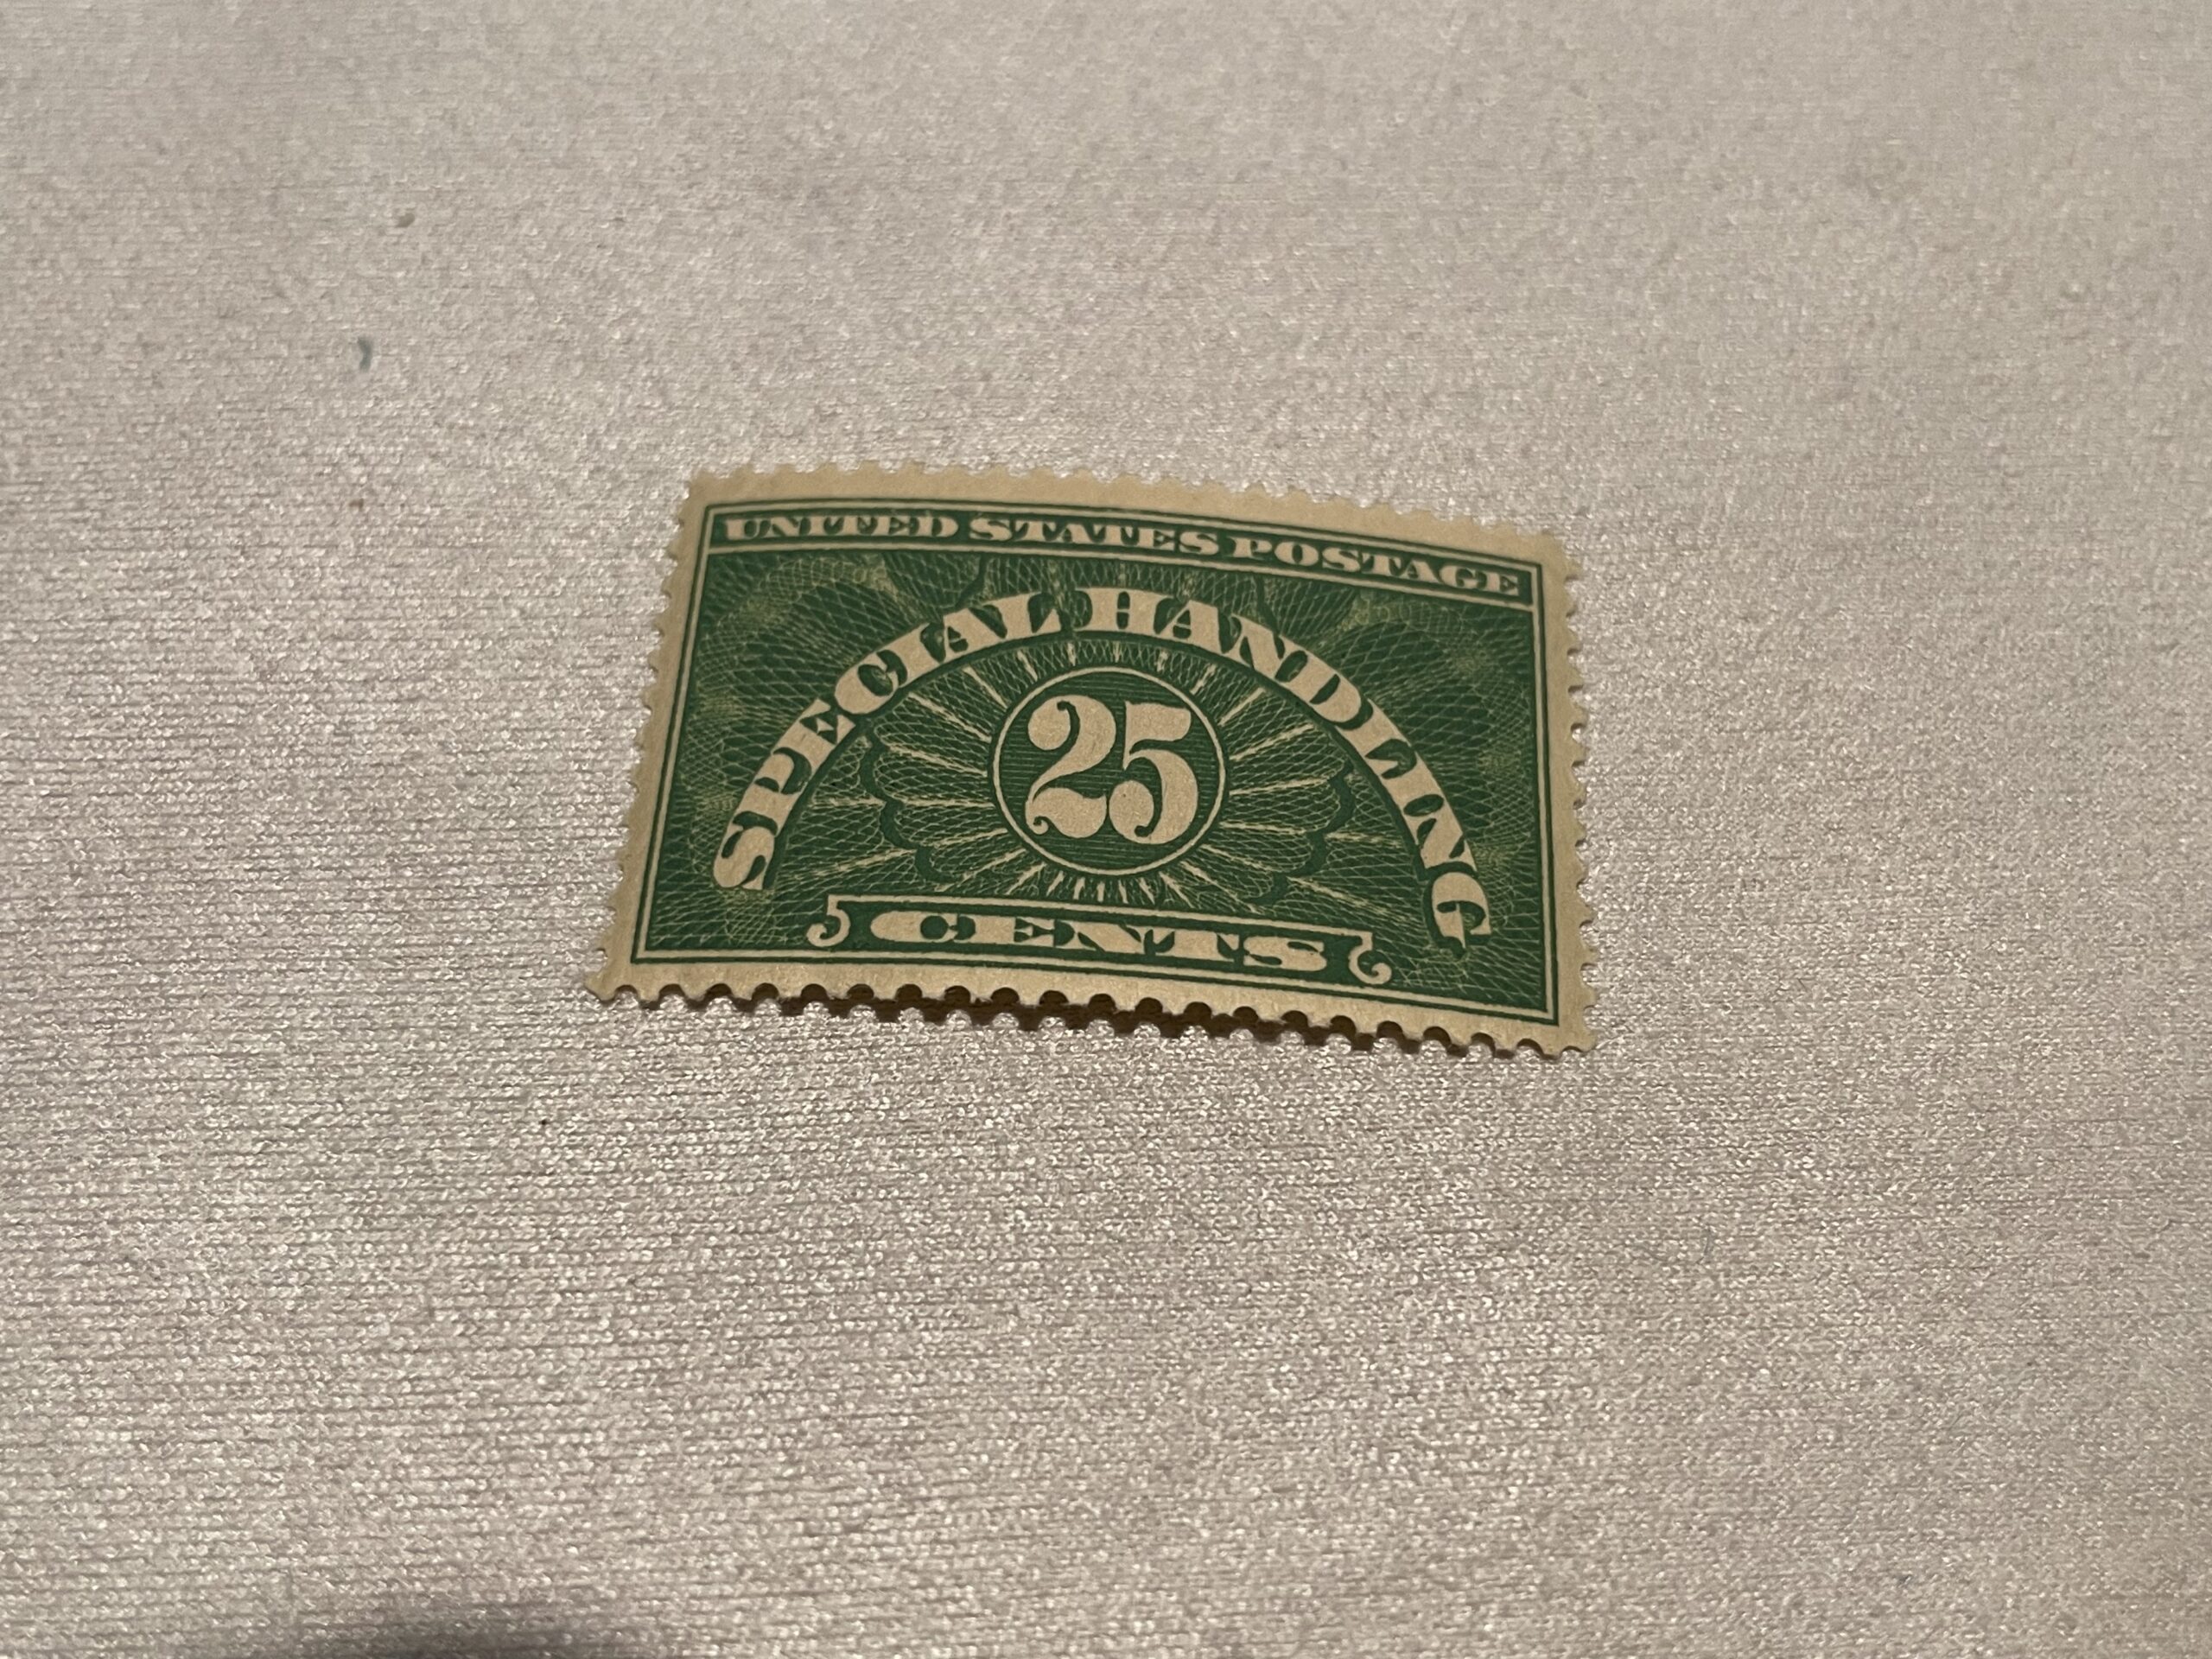 UNITED STATES POSTAGE
SPECIAL HANDLING
25
CENTS